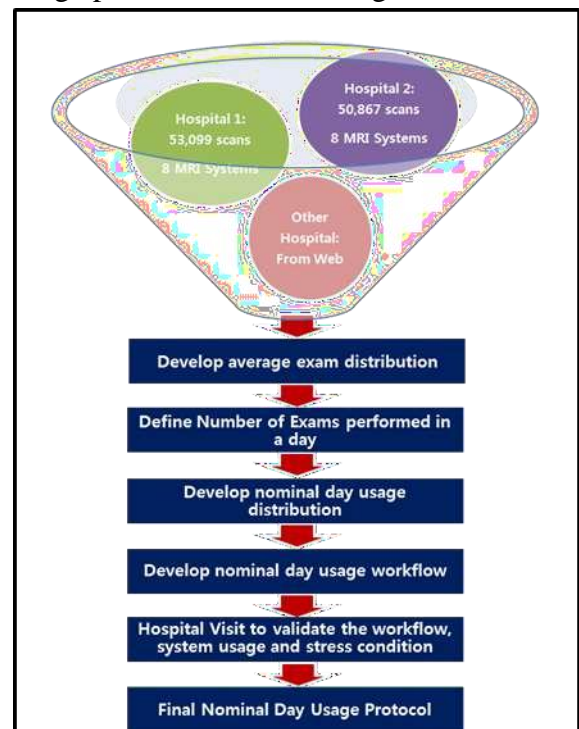 Hospital 1:
53,099 scans
8 MRI Systems
Hospital 2:
50,867 scans
8 MRI Systems
Other
Hospital:
From Web
Develop average exam distribution
Define Number of Exams performed in
a day
Develop nominal day usage
distribution
Develop nominal day usage workflow
Hospital Visit to validate the workflow,
system usage and stress condition
Final Nominal Day Usage Protocol